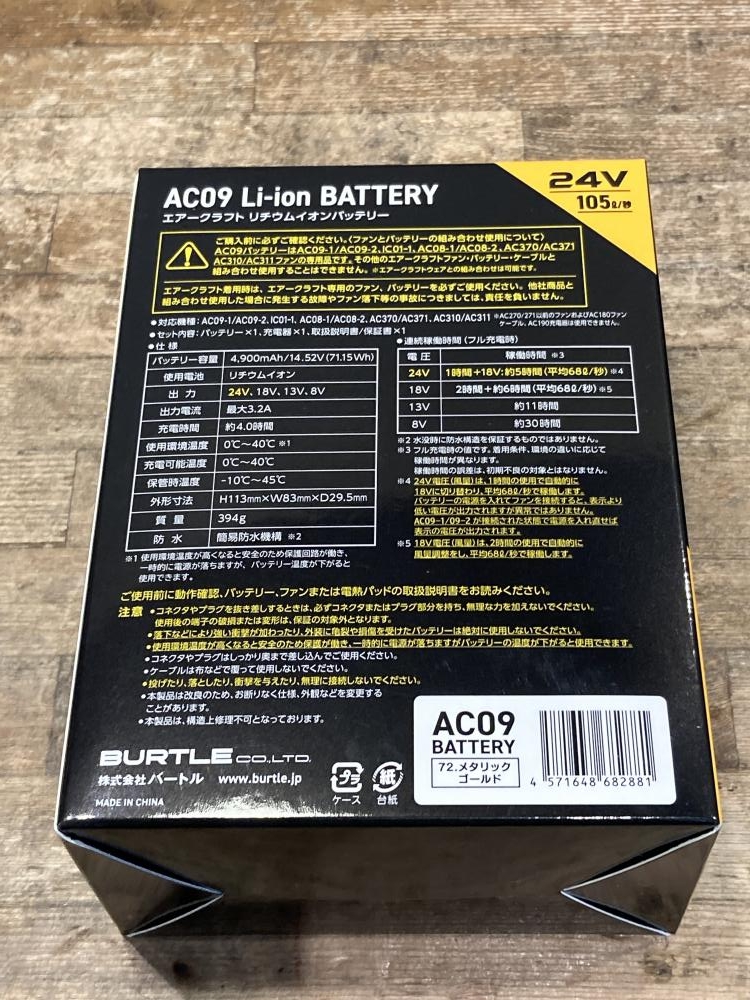 AC09 Li-ion BATTERY
エアークラフト リチウムイオンバッテリー
24V
105ℓ/秒
ご購入前に必ずご確認ください。〈ファンとバッテリーの組み合わせ使用について〉
AC09バッテリーはAC09-1/AC09-2、IC01-1、AC08-1/AC08-2、AC370/AC371
AC310/AC311ファンの専用品です。その他のエアークラフトファン・バッテリー・ケーブルと
組み合わせ使用することはできません。※エアークラフトウェアとの組み合わせは可能です。
エアークラフト着用時は、エアークラフト専用のファン、バッテリーを必ずご使用ください。他社商品と
組み合わせ使用した場合に発生する故障やファン落下等の事故につきましては、責任を負いません。
●対応機種：AC09-1/AC09-2、IC01-1、AC08-1/AC08-2、AC370/AC371、AC310/AC311 ※AC270/271以前のファンおよびAC180ファン
ケーブル、AC190充電器は使用できません。
●セット内容：バッテリー×1、充電器×1、取扱説明書/保証書×1
●仕 様
バッテリー容量 4,900mAh/14.52V(71.15Wh)
使用電池 リチウムイオン
出 力 24V、18V、13V、8V
出力電流 最大3.2A
充電時間 約4.0時間
使用環境温度 0℃〜40℃ ※1
充電可能温度 0℃〜40℃
保管時温度 -10℃〜45℃
外形寸法 H113mm×W83mm×D29.5mm
質 量 394g
防 水 簡易防水機構 ※2
※1 使用環境温度が高くなると安全のため保護回路が働き、
一時的に電源が落ちますが、バッテリー温度が下がると
使用できます。
●連続稼働時間（フル充電時）
電 圧 稼働時間 ※3
24V 1時間＋18V：約5時間（平均68ℓ/秒）※4
18V 2時間＋約6時間（平均68ℓ/秒）※5
13V 約11時間
8V 約30時間
※2 水没時に防水構造を保証するものではありません。
※3 フル充電時の値です。着用条件、環境の違いに応じて
稼働時間が異なります。
稼働時間の誤差は、初期不良の対象とはなりません。
※4 24V電圧（風量）は、1時間の使用で自動的に
18Vに切り替わり、平均68ℓ/秒で稼働します。
バッテリーの電源を入れてファンを接続すると、表示より
低い電圧が出力されますが異常ではありません。
AC09-1/09-2 が接続された状態で電源を入れ直せば
表示の電圧が出力されます。
※5 18V電圧（風量）は、2時間の使用で自動的に
風量調整をし、平均68ℓ/秒で稼働します。
ご使用前に動作確認、バッテリー、ファンまたは電熱パッドの取扱説明書をお読みください。
注意 ●コネクタやプラグを抜き差しするときは、必ずコネクタまたはプラグ部分を持ち、無理な力を加えないでください。
使用後の端子の破損または変形は、保証の対象外となります。
●落下などにより強い衝撃が加わったり、外装に亀裂や損傷を受けたバッテリーは絶対に使用しないでください。
●使用環境温度が高くなると安全のため保護が働き、一時的に電源が落ちますがバッテリーの温度が下がると使用できます。
●コネクタやプラグはしっかり奥まで差し込んでご使用ください。
●ケーブルは布などで覆って使用しないでください。
●投げたり、落としたり、衝撃を与えたり、無理に接続しないでください。
●本製品は改良のため、お断りなく仕様、外観などを変更する
ことがあります。
●本製品は、構造上修理不可となっております。
BURTLE CO.,LTD.
株式会社バートル www.burtle.jp
MADE IN CHINA
プラ
ケース
紙
台紙
AC09
BATTERY
72.メタリック
ゴールド
4 571648 682881